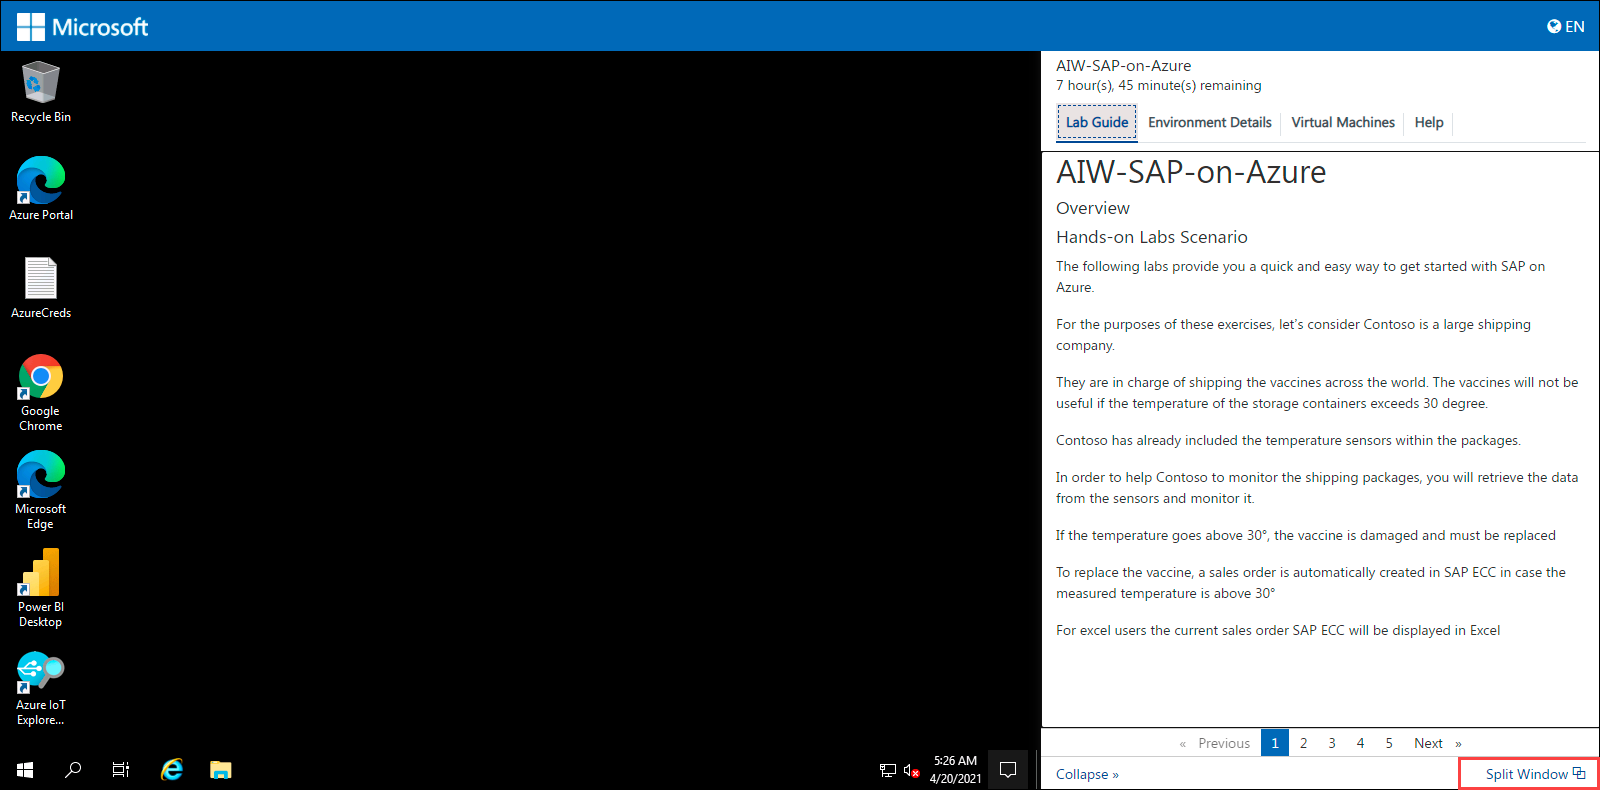 Microsoft
EN
Recycle Bin
Azure Portal
AzureCreds
Google
Chrome
Microsoft
Edge
Power BI
Desktop
Azure IoT
Explore...
5:26 AM
4/20/2021
AIW-SAP-on-Azure
7 hour(s), 45 minute(s) remaining
Lab Guide Environment Details Virtual Machines Help
AIW-SAP-on-Azure
Overview
Hands-on Labs Scenario
The following labs provide you a quick and easy way to get started with SAP on
Azure.
For the purposes of these exercises, let's consider Contoso is a large shipping
company.
They are in charge of shipping the vaccines across the world. The vaccines will not be
useful if the temperature of the storage containers exceeds 30 degree.
Contoso has already included the temperature sensors within the packages.
In order to help Contoso to monitor the shipping packages, you will retrieve the data
from the sensors and monitor it.
If the temperature goes above 30°, the vaccine is damaged and must be replaced
To replace the vaccine, a sales order is automatically created in SAP ECC in case the
measured temperature is above 30°
For excel users the current sales order SAP ECC will be displayed in Excel
« Previous 1 2 3 4 5 Next »
Collapse » Split Window